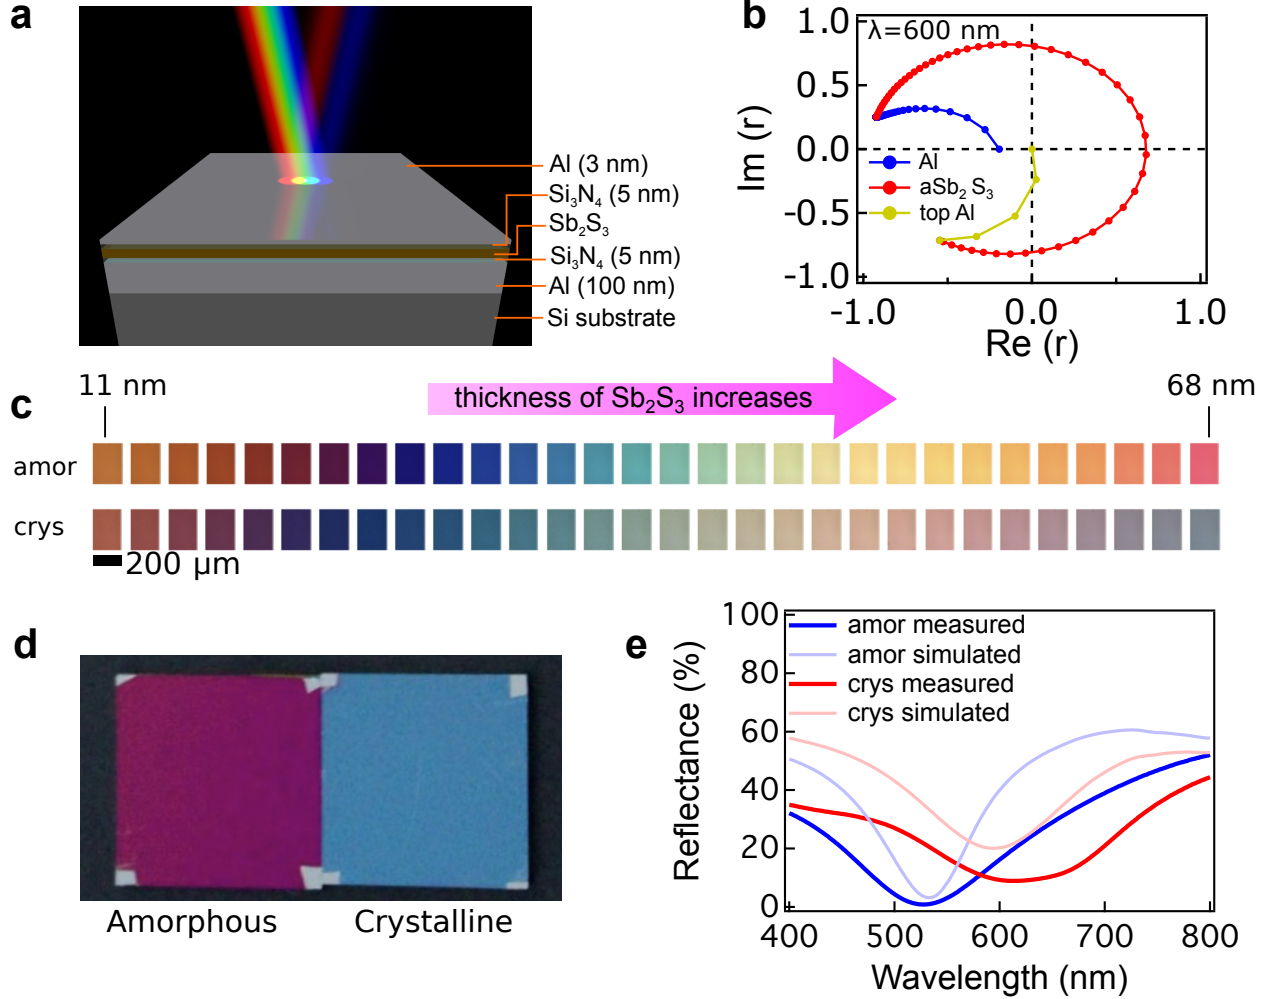 a
Al (3 nm)
Si₃N₄ (5 nm)
Sb₂S₃
Si₃N₄ (5 nm)
Al (100 nm)
Si substrate
b
λ=600 nm
1.0
0.5
0.0
-0.5
-1.0
Im (r)
Al
aSb₂ S₃
top Al
-1.0 0.0 1.0
Re (r)
c
11 nm
thickness of Sb₂S₃ increases
68 nm
amor
crys
200 μm
d
Amorphous Crystalline
e
100
80
60
40
20
0
Reflectance (%)
amor measured
amor simulated
crys measured
crys simulated
400 500 600 700 800
Wavelength (nm)